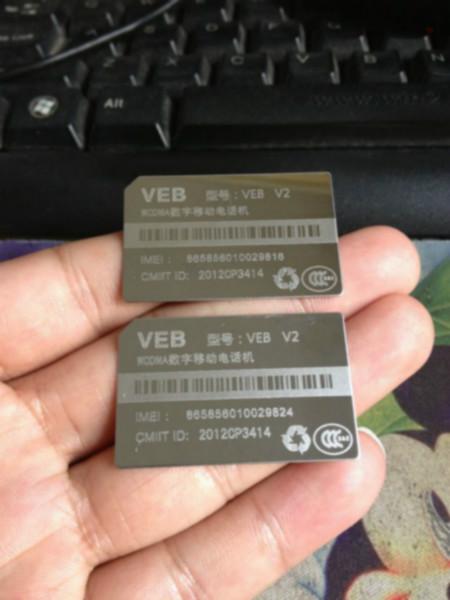 Alt
VEB 型号：VEB V2
WCDMA数字移动电话机
IMEI： 865856010029816
CMIIT ID: 2012CP3414
VEB 型号：VEB V2
WCDMA数字移动电话机
IMEI： 865856010029824
CMIIT ID: 2012CP3414